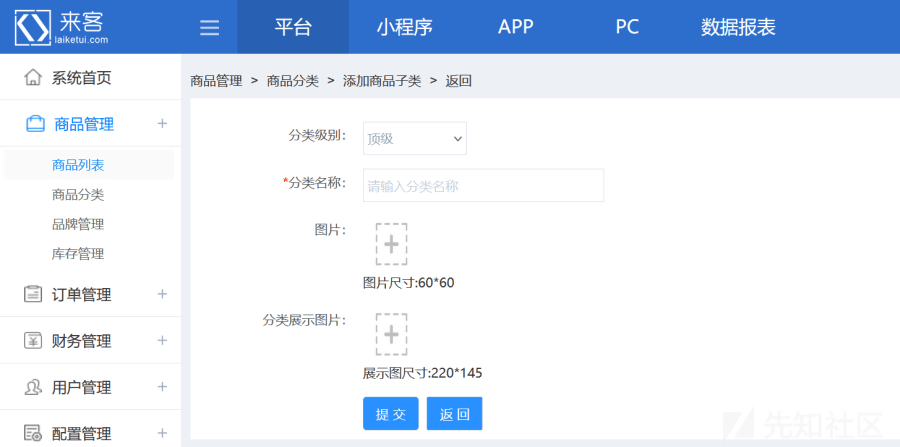 来客
laiketui.com
平台 小程序 APP PC 数据报表
系统首页
商品管理 +
商品列表
商品分类
品牌管理
库存管理
订单管理 +
财务管理 +
用户管理 +
配置管理 +
商品管理 > 商品分类 > 添加商品子类 > 返回
分类级别: 顶级
*分类名称: 请输入分类名称
图片:
图片尺寸:60*60
分类展示图片:
展示图尺寸:220*145
提交 返回
先知社区